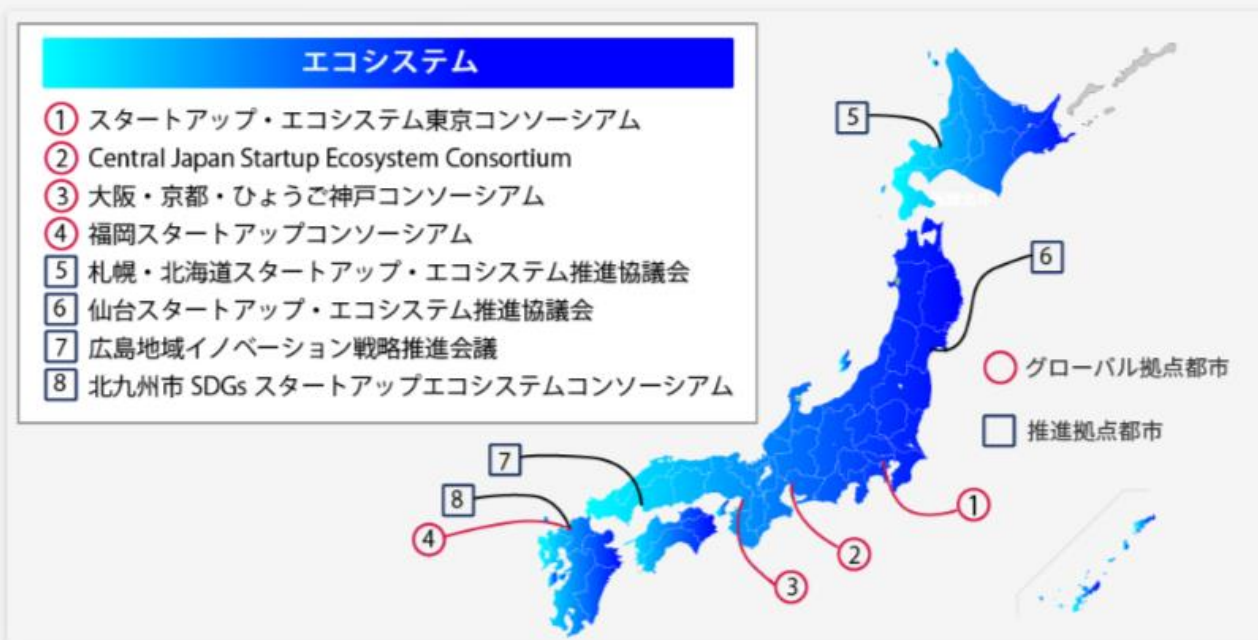 エコシステム
① スタートアップ・エコシステム東京コンソーシアム
② Central Japan Startup Ecosystem Consortium
③ 大阪・京都・ひょうご神戸コンソーシアム
④ 福岡スタートアップコンソーシアム
5 札幌・北海道スタートアップ・エコシステム推進協議会
6 仙台スタートアップ・エコシステム推進協議会
7 広島地域イノベーション戦略推進会議
8 北九州市 SDGs スタートアップエコシステムコンソーシアム
5
6
グローバル拠点都市
推進拠点都市
7
8
①
④
②
③